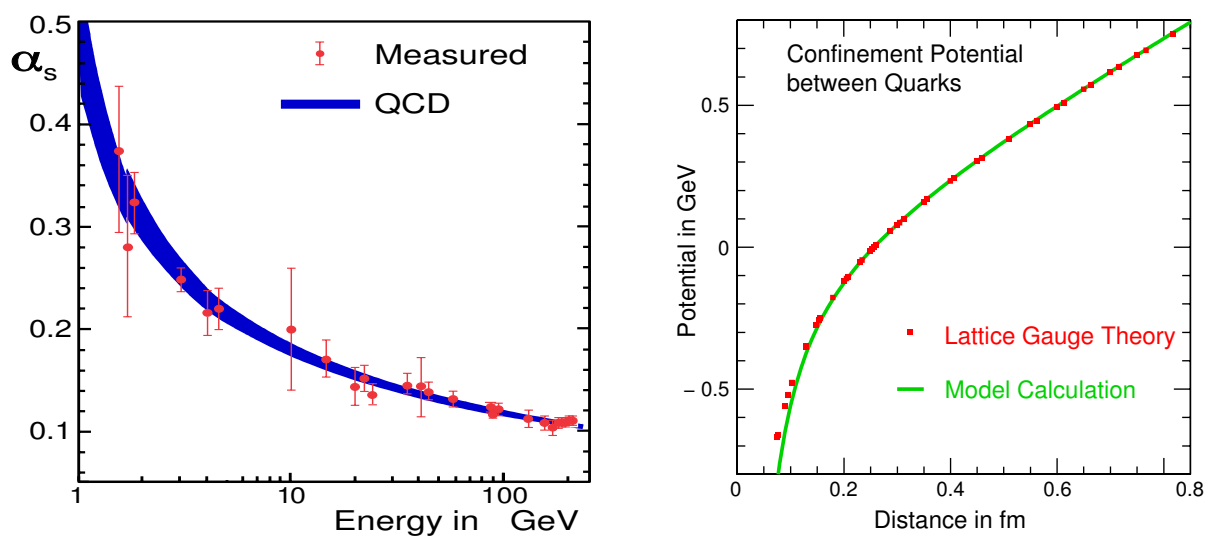 0.5
αs
0.4
0.3
0.2
0.1
1
10
100
Energy in GeV
Measured
QCD
Confinement Potential
between Quarks
Potential in GeV
0.5
0
− 0.5
Lattice Gauge Theory
Model Calculation
0
0.2
0.4
0.6
0.8
Distance in fm